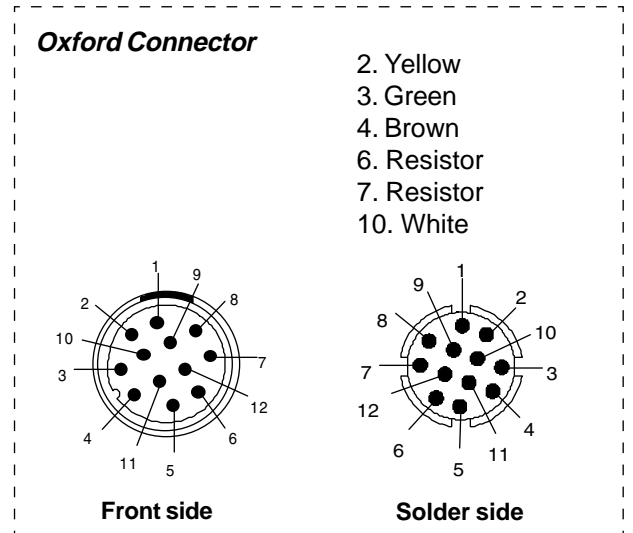 Oxford Connector
2. Yellow
3. Green
4. Brown
6. Resistor
7. Resistor
10. White
1
9
2
8
10
3
7
12
4
6
11
5
Front side
1
9
2
8
10
7
3
12
4
6
11
5
Solder side